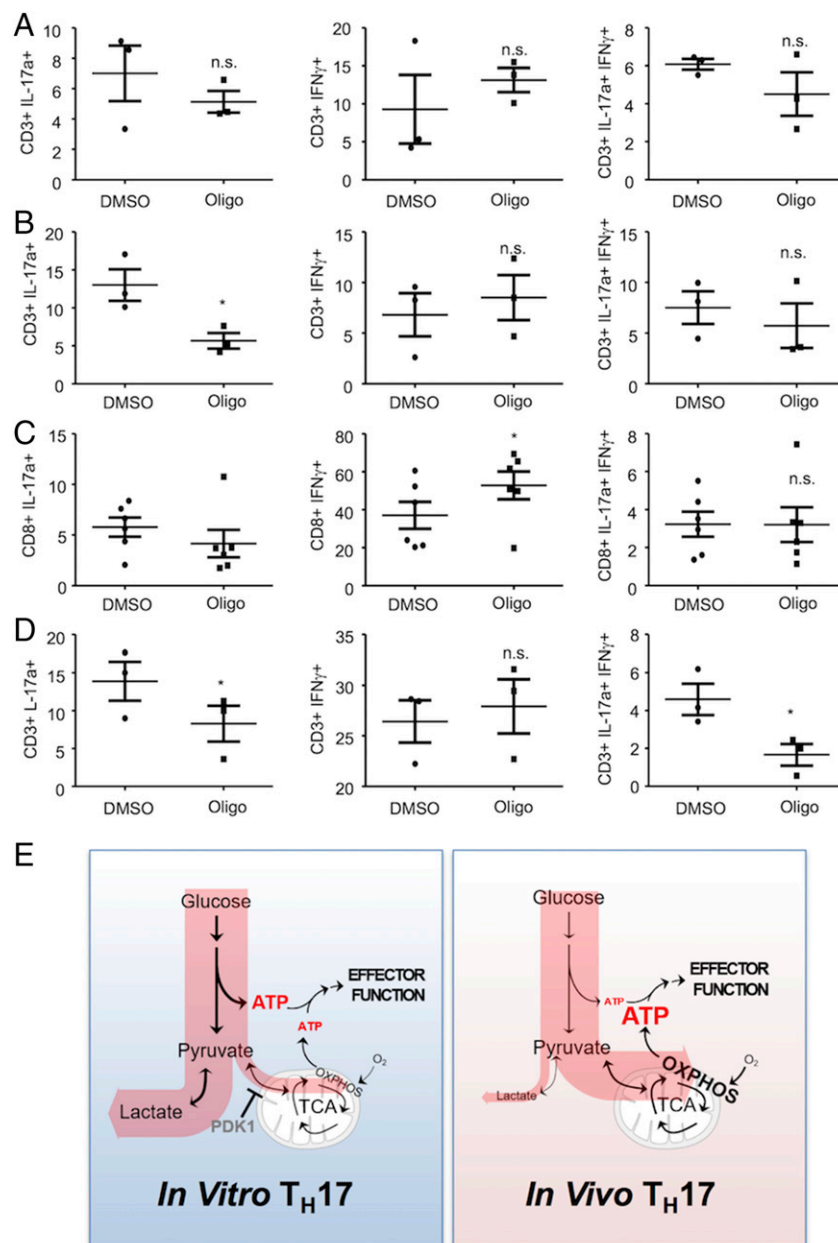 A
CD3+ IL-17a+
10
8
6
4
2
0
n.s.
DMSO
Oligo
CD3+ IFNγ+
20
15
10
5
0
n.s.
DMSO
Oligo
CD3+ IL-17a+ IFNγ+
8
6
4
2
0
n.s.
DMSO
Oligo
B
CD3+ IL-17a+
20
15
10
5
0
*
DMSO
Oligo
CD3+ IFNγ+
15
10
5
0
n.s.
DMSO
Oligo
CD3+ IL-17a+ IFNγ+
15
10
5
0
n.s.
DMSO
Oligo
C
CD8+ IL-17a+
15
10
5
0
DMSO
Oligo
CD8+ IFNγ+
80
60
40
20
0
*
DMSO
Oligo
CD8+ IL-17a+ IFNγ+
8
6
4
2
0
n.s.
DMSO
Oligo
D
CD3+ L-17a+
20
15
10
5
0
*
DMSO
Oligo
CD3+ IFNγ+
35
30
25
20
n.s.
DMSO
Oligo
CD3+ IL-17a+ IFNγ+
8
6
4
2
0
*
DMSO
Oligo
E
Glucose
ATP
EFFECTOR
FUNCTION
ATP
Pyruvate
OXPHOS
O2
Lactate
TCA
PDK1
In Vitro TH17
Glucose
ATP
EFFECTOR
FUNCTION
ATP
Pyruvate
OXPHOS
O2
Lactate
TCA
In Vivo TH17